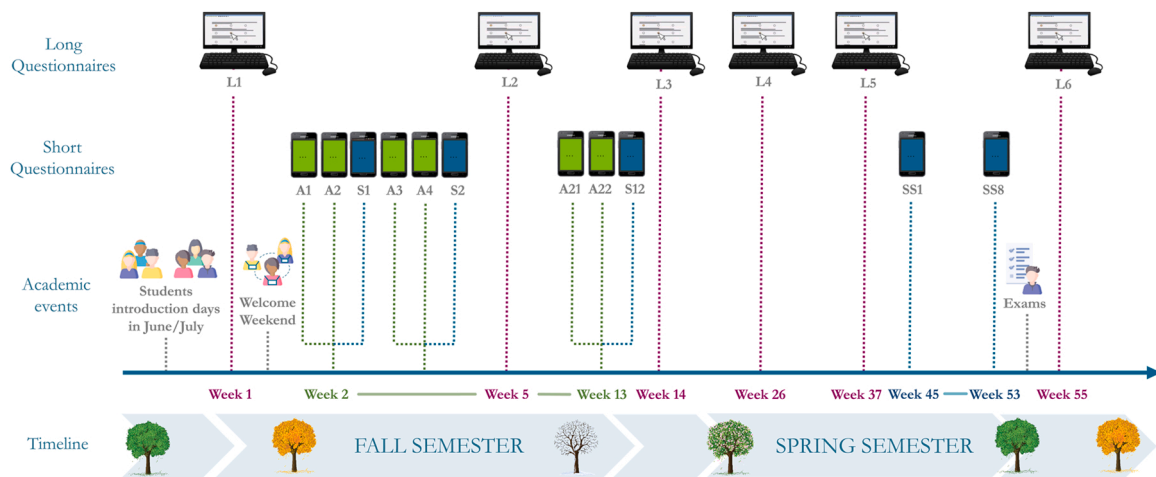 Long
Questionnaires
L1
L2
L3
L4
L5
L6
Short
Questionnaires
A1
A2
S1
A3
A4
S2
A21
A22
S12
SS1
SS8
Academic
events
Students
introduction days
in June/July
Welcome
Weekend
Exams
Week 1
Week 2
Week 5
Week 13
Week 14
Week 26
Week 37
Week 45
Week 53
Week 55
Timeline
FALL SEMESTER
SPRING SEMESTER